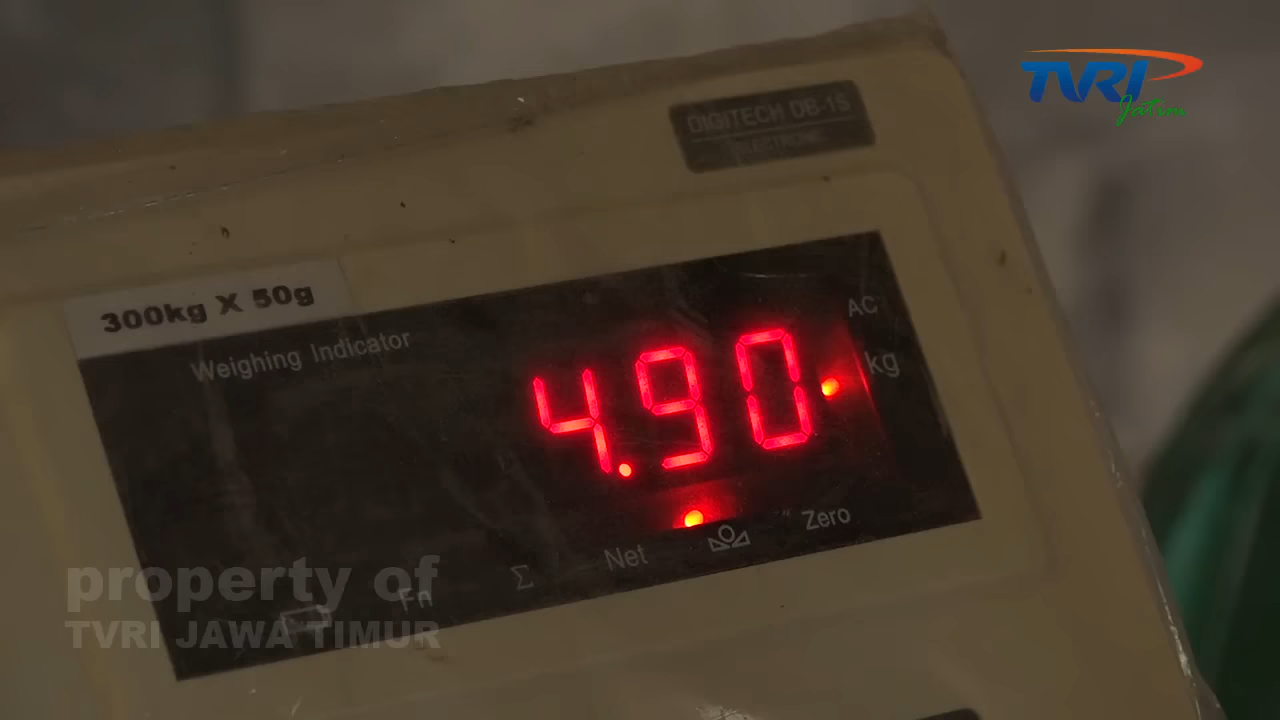 TVRI
Jatim
DIGITECH DB-1S
ELECTRONIC
300kg X 50g
Weighing Indicator
AC
4.90
kg
Zero
Net
Σ
Fn
property of
TVRI JAWA TIMUR